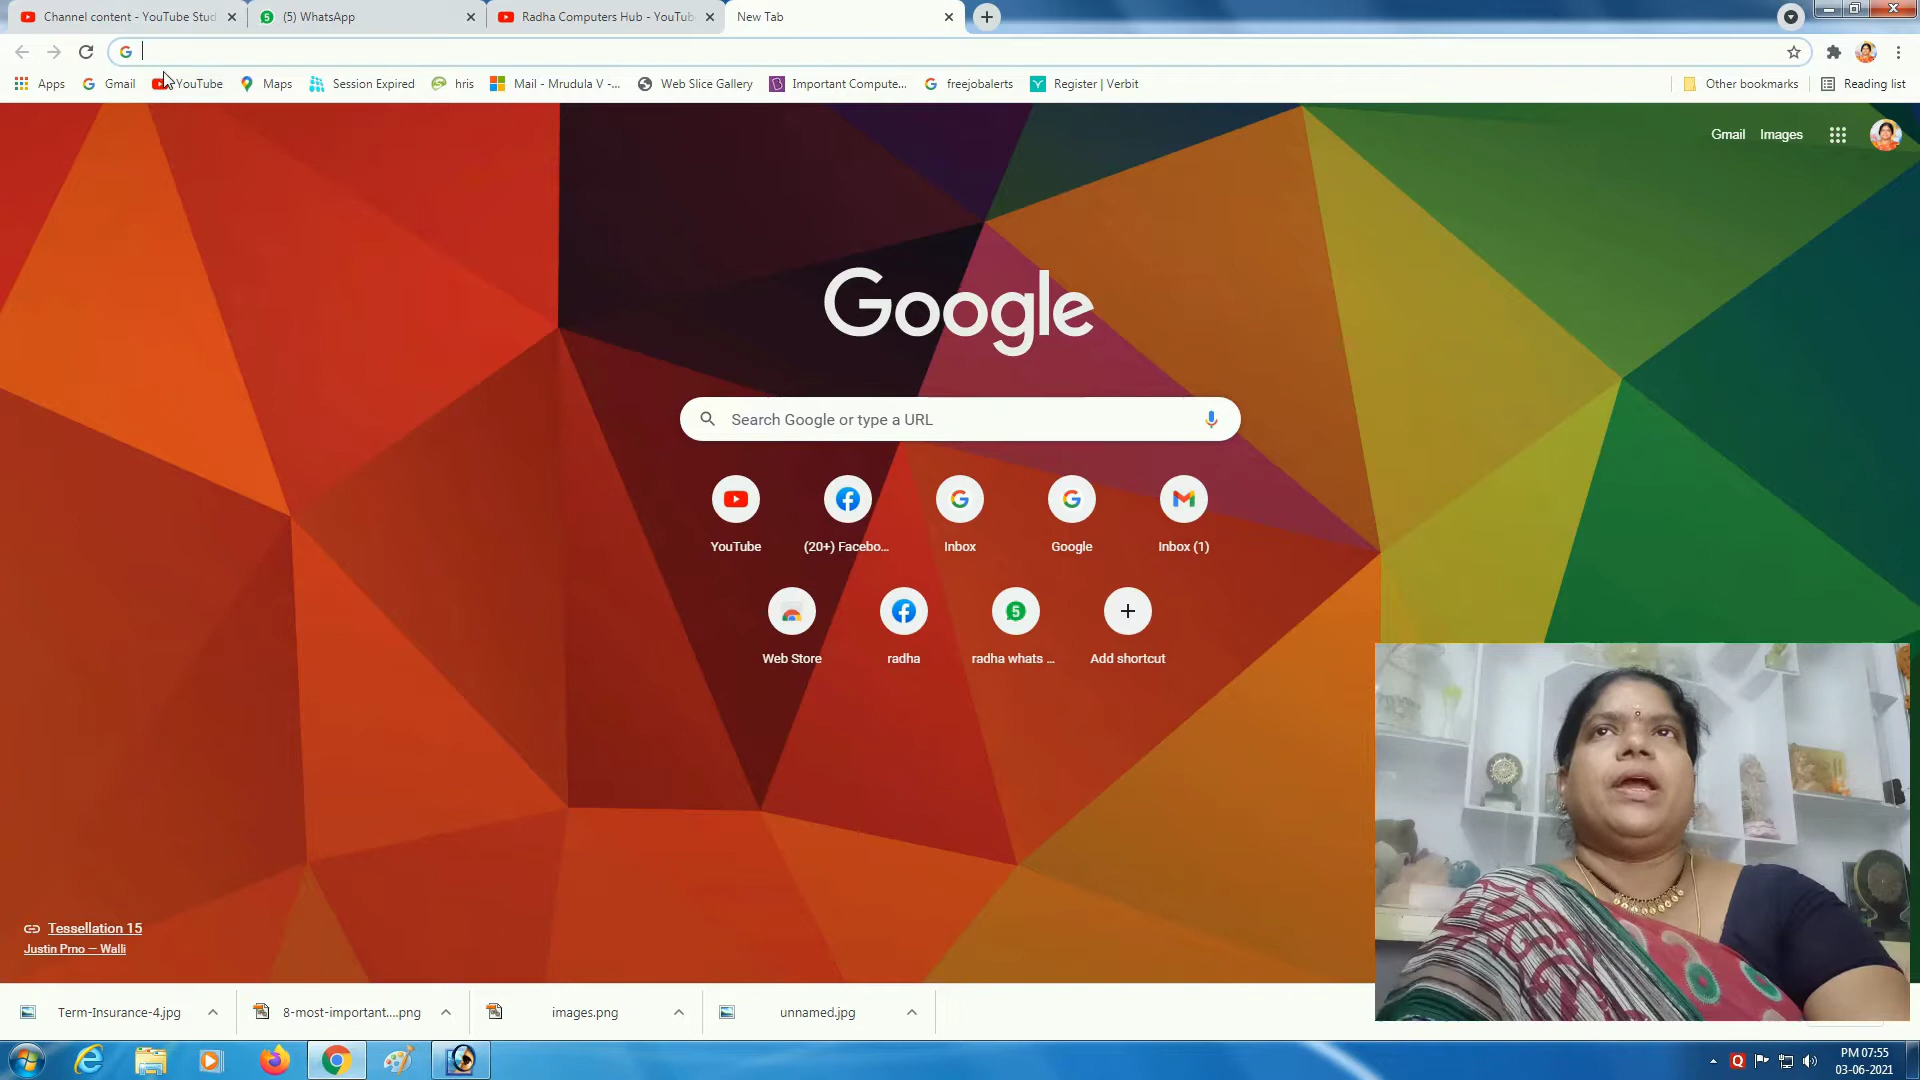 Channel content - YouTube Stud
(5) WhatsApp
Radha Computers Hub - YouTub
New Tab
Apps
Gmail
YouTube
Maps
Session Expired
hris
Mail - Mrudula V -...
Web Slice Gallery
Important Compute...
freejobalerts
Register | Verbit
Other bookmarks
Reading list
Gmail
Images
Google
Search Google or type a URL
YouTube
(20+) Facebo...
Inbox
Google
Inbox (1)
Web Store
radha
radha whats ...
Add shortcut
Tessellation 15
Justin Prno — Walli
Term-Insurance-4.jpg
8-most-important....png
images.png
unnamed.jpg
PM 07:55
03-06-2021